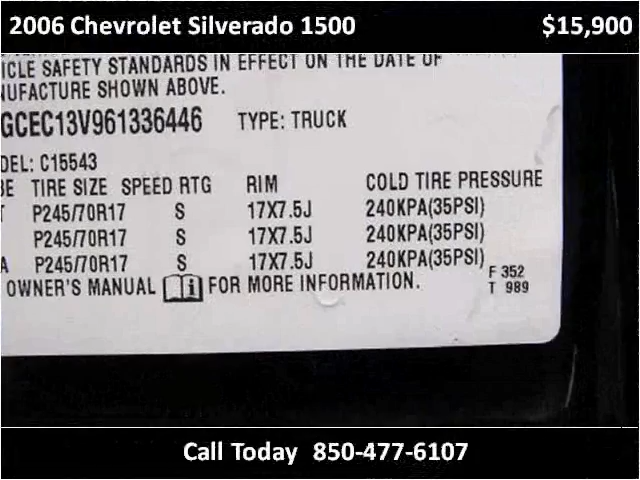 2006 Chevrolet Silverado 1500 $15,900
ICLE SAFETY STANDARDS IN EFFECT ON THE DATE OF
NUFACTURE SHOWN ABOVE.
GCEC13V961336446 TYPE: TRUCK
DEL: C15543
E TIRE SIZE SPEED RTG RIM COLD TIRE PRESSURE
T P245/70R17 S 17X7.5J 240KPA(35PSI)
P245/70R17 S 17X7.5J 240KPA(35PSI)
A P245/70R17 S 17X7.5J 240KPA(35PSI)
OWNER'S MANUAL i FOR MORE INFORMATION.
F 352
T 989
Call Today 850-477-6107